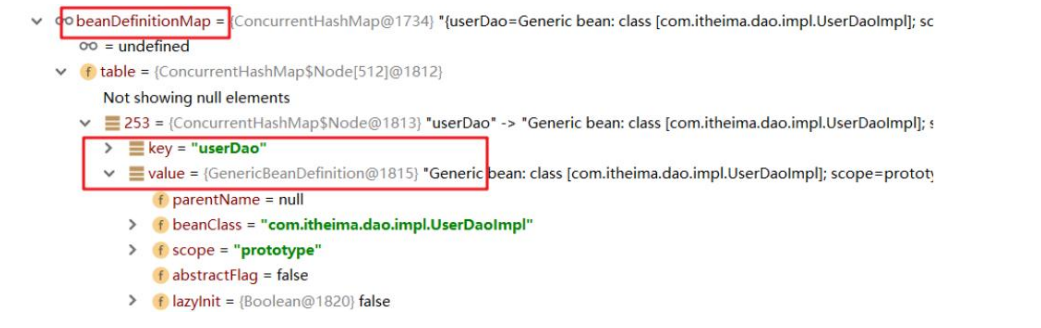 beanDefinitionMap = {ConcurrentHashMap@1734} "{userDao=Generic bean: class [com.itheima.dao.impl.UserDaoImpl]; sc
= undefined
f table = {ConcurrentHashMap$Node[512]@1812}
Not showing null elements
253 = {ConcurrentHashMap$Node@1813} "userDao" -> "Generic bean: class [com.itheima.dao.impl.UserDaoImpl]; s
key = "userDao"
value = {GenericBeanDefinition@1815} "Generic bean: class [com.itheima.dao.impl.UserDaoImpl]; scope=prototy
f parentName = null
f beanClass = "com.itheima.dao.impl.UserDaoImpl"
f scope = "prototype"
f abstractFlag = false
f lazyInit = {Boolean@1820} false